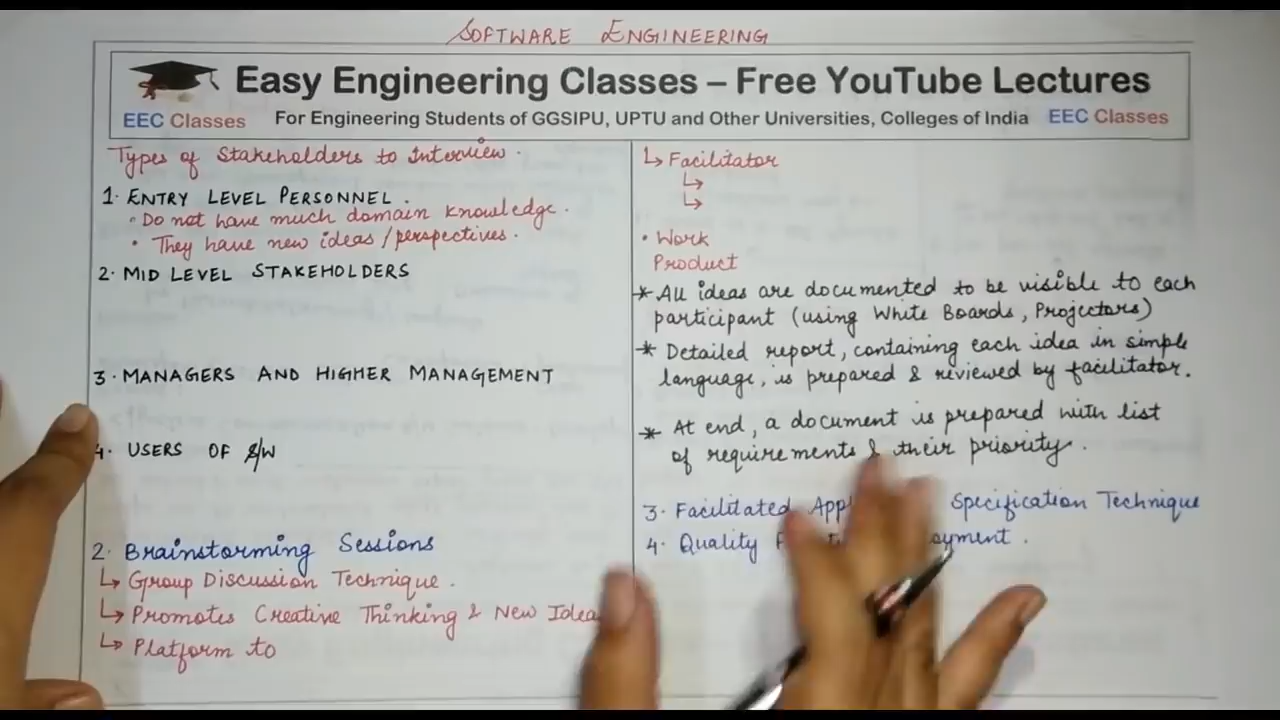 SOFTWARE ENGINEERING
Easy Engineering Classes – Free YouTube Lectures
EEC Classes For Engineering Students of GGSIPU, UPTU and Other Universities, Colleges of India EEC Classes
Types of Stakeholders to Interview.
1. ENTRY LEVEL PERSONNEL.
• Do not have much domain knowledge.
• They have new ideas/perspectives.
2. MID LEVEL STAKEHOLDERS
3. MANAGERS AND HIGHER MANAGEMENT
4. USERS OF S/W
2. Brainstorming Sessions
↳ Group Discussion Technique.
↳ Promotes Creative Thinking & New Idea
↳ Platform to
↳ Facilitator
↳
↳
• Work
Product
* All ideas are documented to be visible to each
participant (using White Boards, Projectors)
* Detailed report, containing each idea in simple
language, is prepared & reviewed by facilitator.
* At end, a document is prepared with list
of requirements & their priority.
3. Facilitated Specification Technique
4. Quality